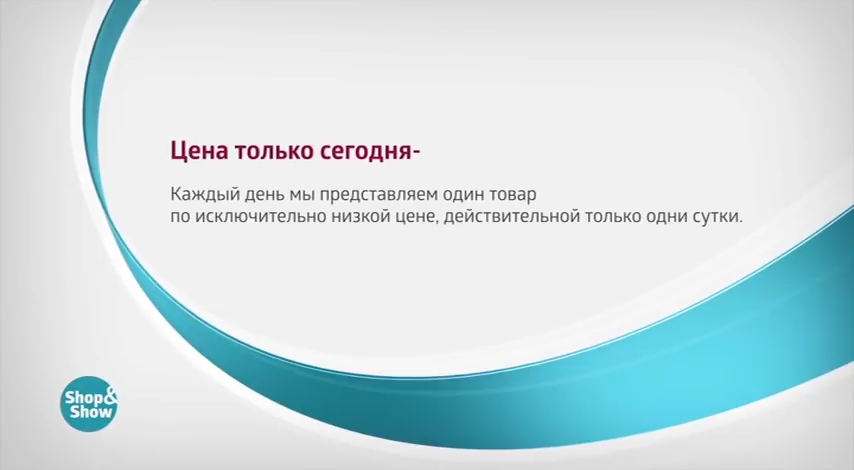 Цена только сегодня-
Каждый день мы представляем один товар
по исключительно низкой цене, действительной только одни сутки.
Shop&
Show